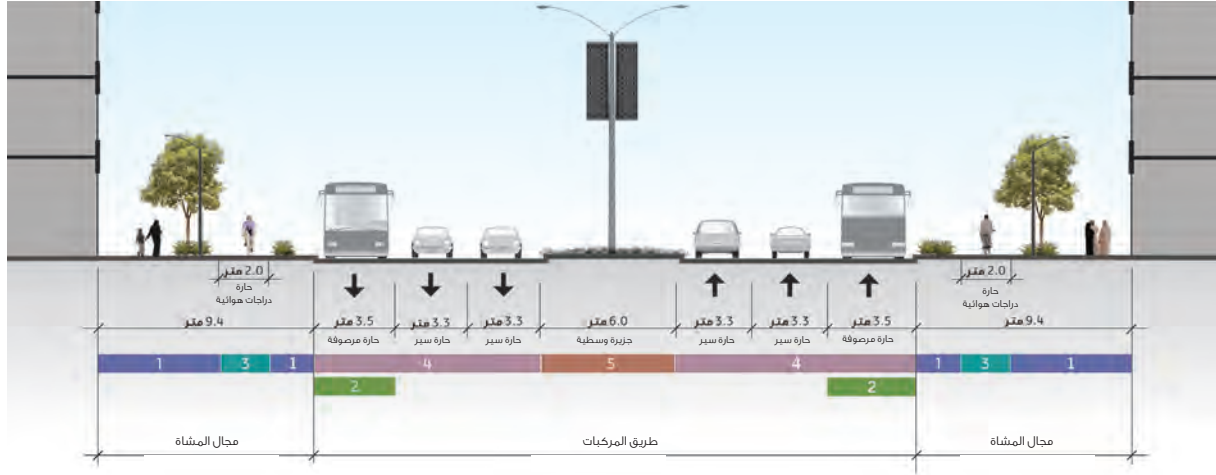 2.0 متر
حارة
دراجات هوائية
2.0 متر
حارة
دراجات هوائية
9.4 متر
3.5 متر
حارة مرصوفة
3.3 متر
حارة سير
3.3 متر
حارة سير
6.0 متر
جزيرة وسطية
3.3 متر
حارة سير
3.3 متر
حارة سير
3.5 متر
حارة مرصوفة
9.4 متر
1 3 1 4 5 4 1 3 1
2 2
مجال المشاة
طريق المركبات
مجال المشاة